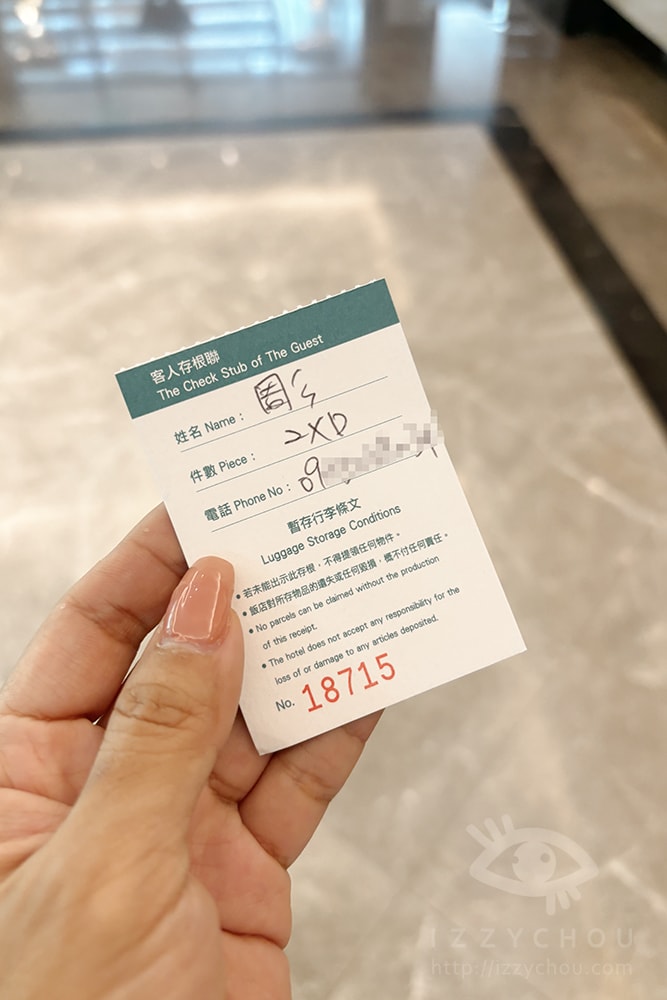 客人存根聯
The Check Stub of The Guest
姓名 Name： 周
件數 Piece： 2XD
電話 Phone No： 09
暫存行李條文
Luggage Storage Conditions
• 若未能出示此存根，不得提領任何物件。
• 飯店對所存物品的遺失或任何毀損，概不付任何責任。
• No parcels can be claimed without the production
of this receipt.
• The hotel does not accept any responsibility for the
loss of or damage to any articles deposited.
No. 18715
IZZYCHOU
http://izzychou.com